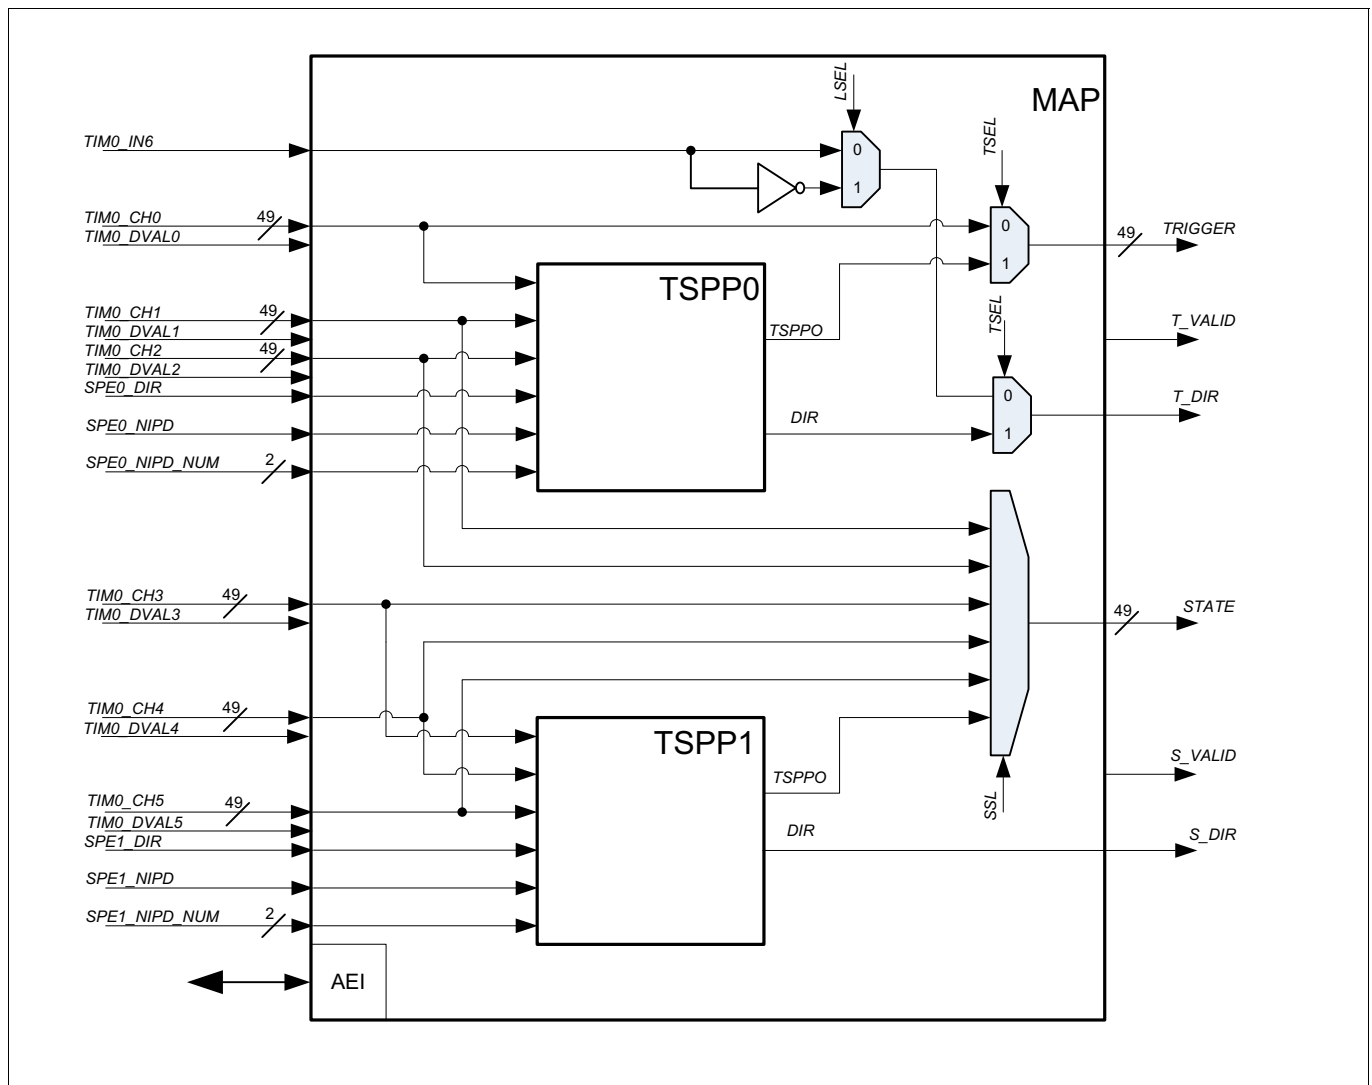 MAP
LSEL
TSEL
TIM0_IN6
0
1
TIM0_CH0
49
TIM0_DVAL0
0
1
49
TRIGGER
TSPP0
TIM0_CH1
49
TIM0_DVAL1
TIM0_CH2
49
TIM0_DVAL2
SPE0_DIR
TSPPO
TSEL
T_VALID
0
1
T_DIR
SPE0_NIPD
DIR
SPE0_NIPD_NUM
2
TIM0_CH3
49
TIM0_DVAL3
49
STATE
TIM0_CH4
49
TIM0_DVAL4
TSPP1
TSPPO
S_VALID
SSL
TIM0_CH5
49
TIM0_DVAL5
SPE1_DIR
DIR
S_DIR
SPE1_NIPD
SPE1_NIPD_NUM
2
AEI